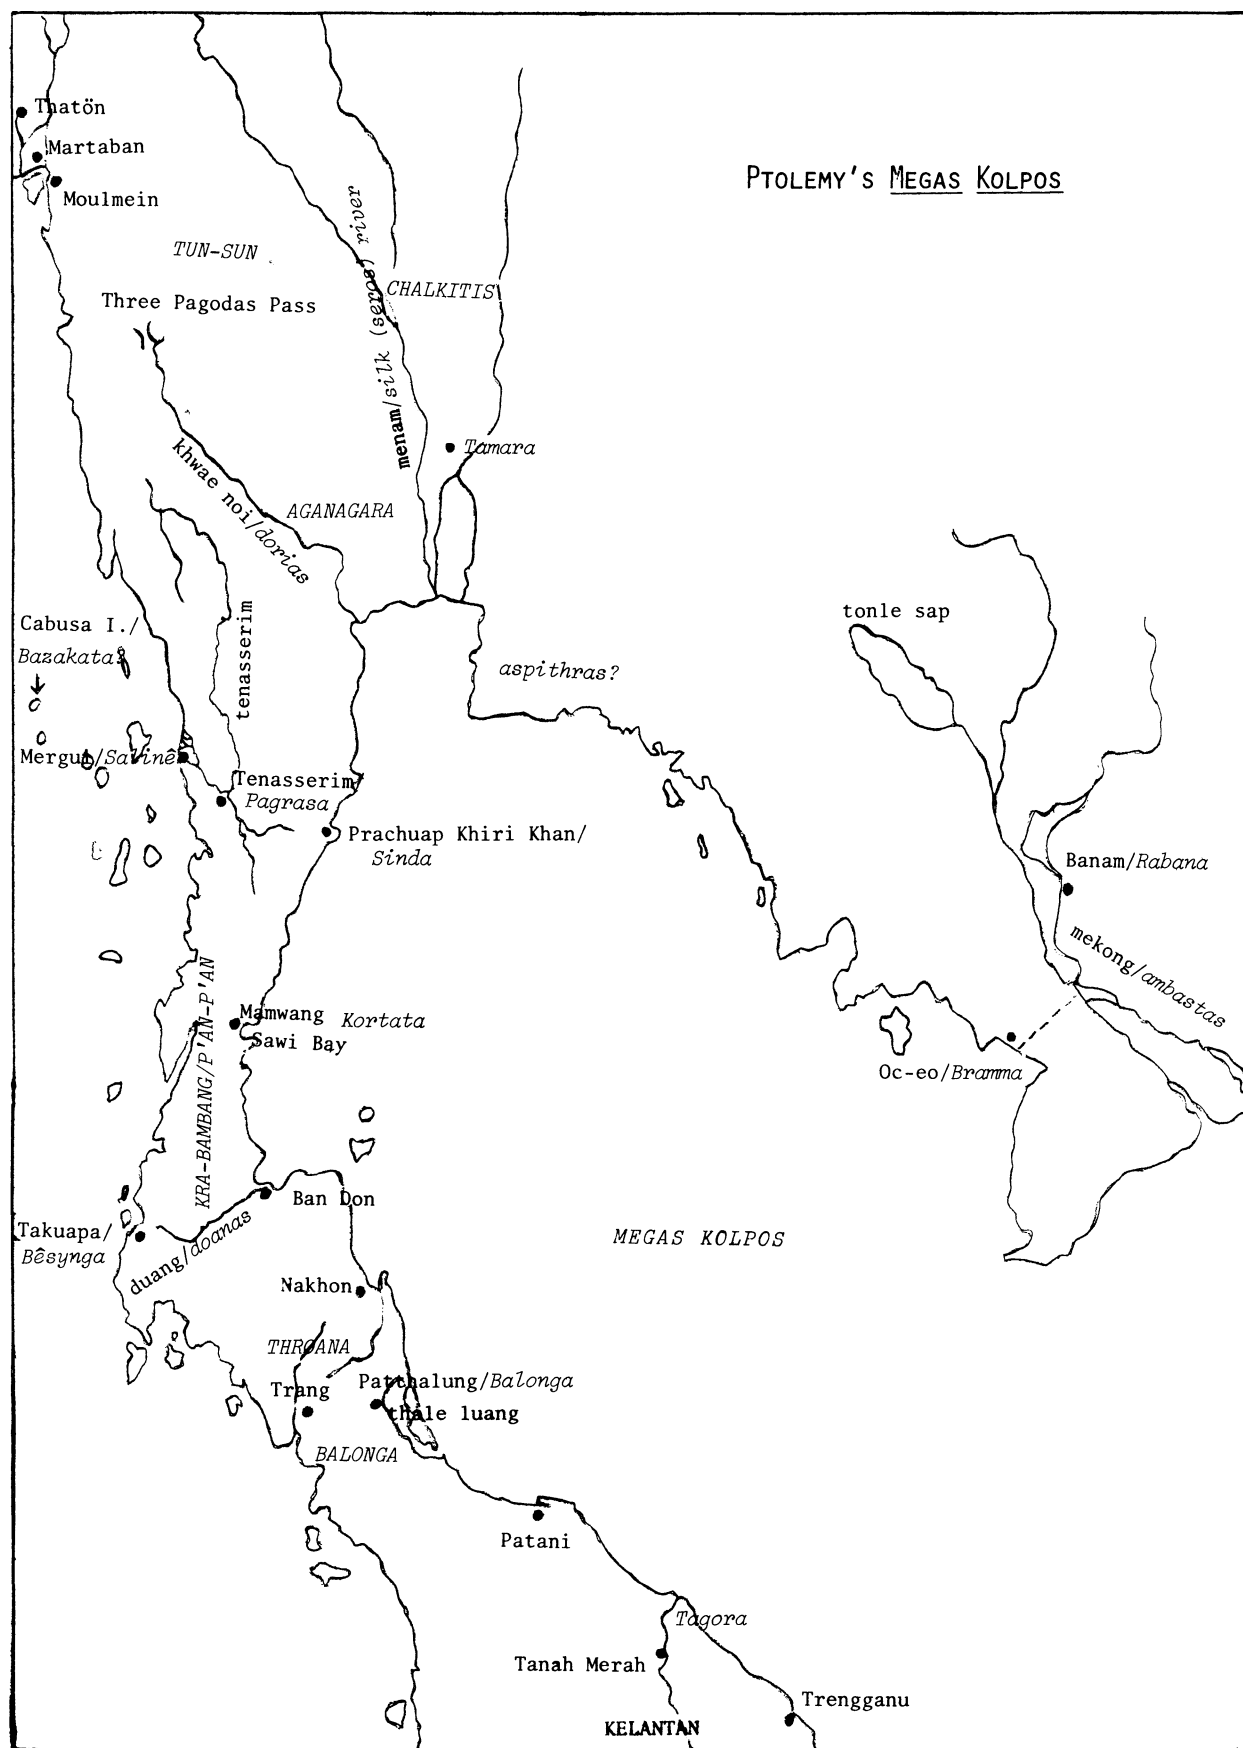 PTOLEMY'S MEGAS KOLPOS
Thatön
Martaban
Moulmein
TUN-SUN
Three Pagodas Pass
menam/silk (seros) river
CHALKITIS
Tamara
khwae noi/dorias
AGANAGARA
Cabusa I./
Bazakata?
tenasserim
aspithras?
tonle sap
Mergui/Salinê
Tenasserim/
Pagrasa
Prachuap Khiri Khan/
Sinda
Banam/Rabana
mekong/ambastas
KRA-BAMBANG/P'AN-P'AN
Mamwang
Sawi Bay
Kortata
Oc-eo/Bramma
Ban Don
Takuapa/
Bêsynga
duang/doanas
MEGAS KOLPOS
Nakhon
THROANA
Trang
Patthalung/Balonga
thale luang
BALONGA
Patani
Tagora
Tanah Merah
Trengganu
KELANTAN